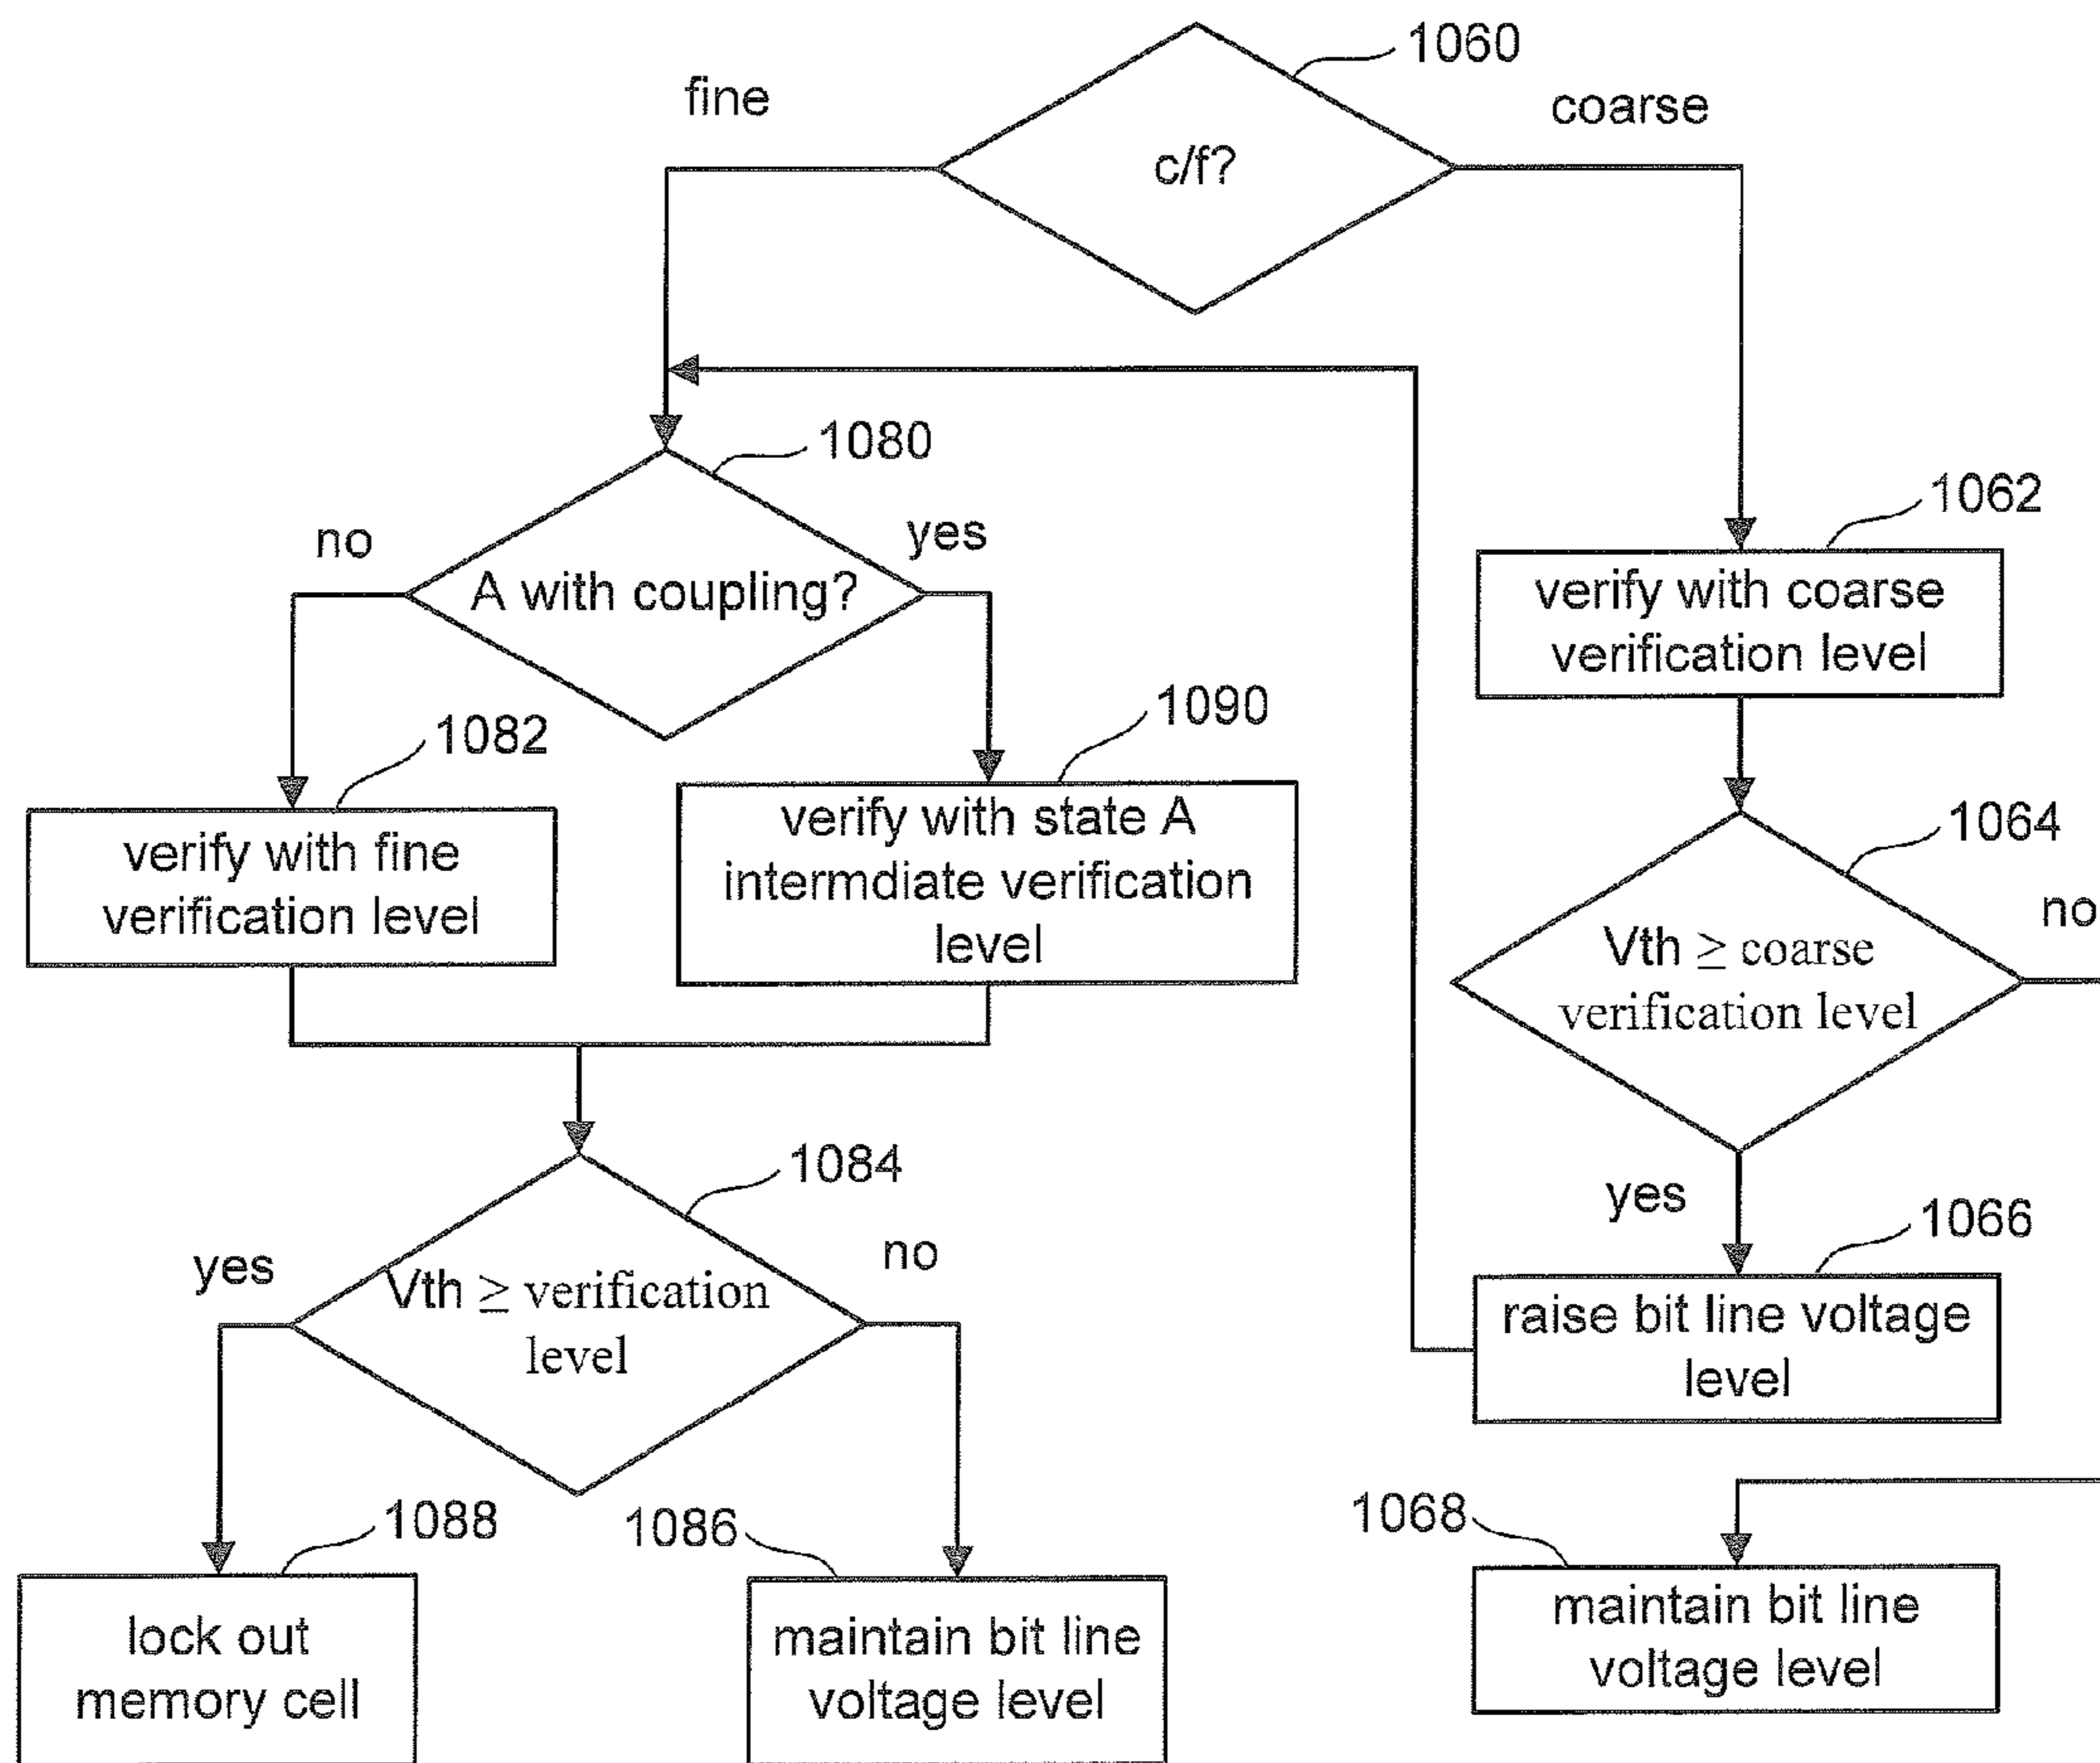 1060
fine
coarse
c/f?
1080
no
yes
A with coupling?
1062
verify with coarse
verification level
1082
verify with fine
verification level
1090
verify with state A
intermdiate verification
level
1064
no
Vth ≥ coarse
verification level
yes
1084
yes
no
Vth ≥ verification
level
1066
raise bit line voltage
level
1088
lock out
memory cell
1086
maintain bit line
voltage level
1068
maintain bit line
voltage level